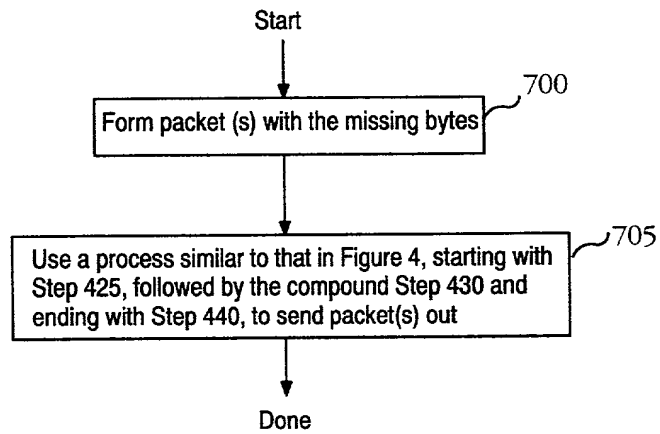 Start
700
Form packet (s) with the missing bytes
705
Use a process similar to that in Figure 4, starting with
Step 425, followed by the compound Step 430 and
ending with Step 440, to send packet(s) out
Done